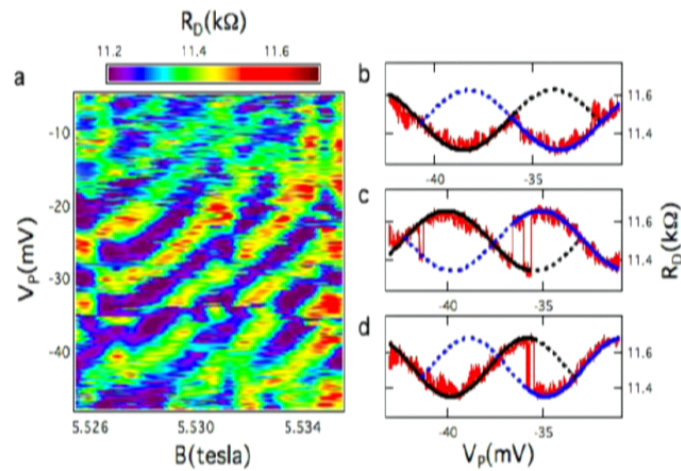 R_D(kΩ)
11.2 11.4 11.6
a
-10
-20
-30
-40
V_P(mV)
5.526 5.530 5.534
B(tesla)
b
11.6
11.4
-40 -35
c
11.6
11.4
-40 -35
R_D(kΩ)
d
11.6
11.4
-40 -35
V_P(mV)